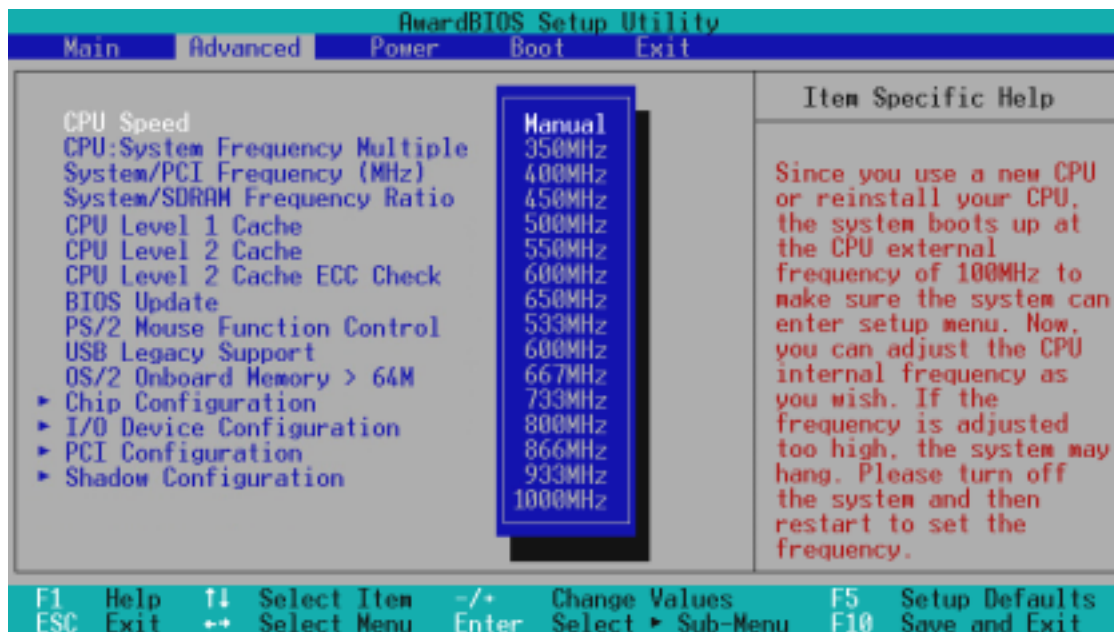 AwardBIOS Setup Utility
Main Advanced Power Boot Exit
CPU Speed
CPU:System Frequency Multiple
System/PCI Frequency (MHz)
System/SDRAM Frequency Ratio
CPU Level 1 Cache
CPU Level 2 Cache
CPU Level 2 Cache ECC Check
BIOS Update
PS/2 Mouse Function Control
USB Legacy Support
OS/2 Onboard Memory > 64M
► Chip Configuration
► I/O Device Configuration
► PCI Configuration
► Shadow Configuration
Manual
350MHz
400MHz
450MHz
500MHz
550MHz
600MHz
650MHz
533MHz
600MHz
667MHz
733MHz
800MHz
866MHz
933MHz
1000MHz
Item Specific Help
Since you use a new CPU
or reinstall your CPU,
the system boots up at
the CPU external
frequency of 100MHz to
make sure the system can
enter setup menu. Now,
you can adjust the CPU
internal frequency as
you wish. If the
frequency is adjusted
too high, the system may
hang. Please turn off
the system and then
restart to set the
frequency.
F1 Help ↑↓ Select Item -/+ Change Values F5 Setup Defaults
ESC Exit ←→ Select Menu Enter Select ► Sub-Menu F10 Save and Exit